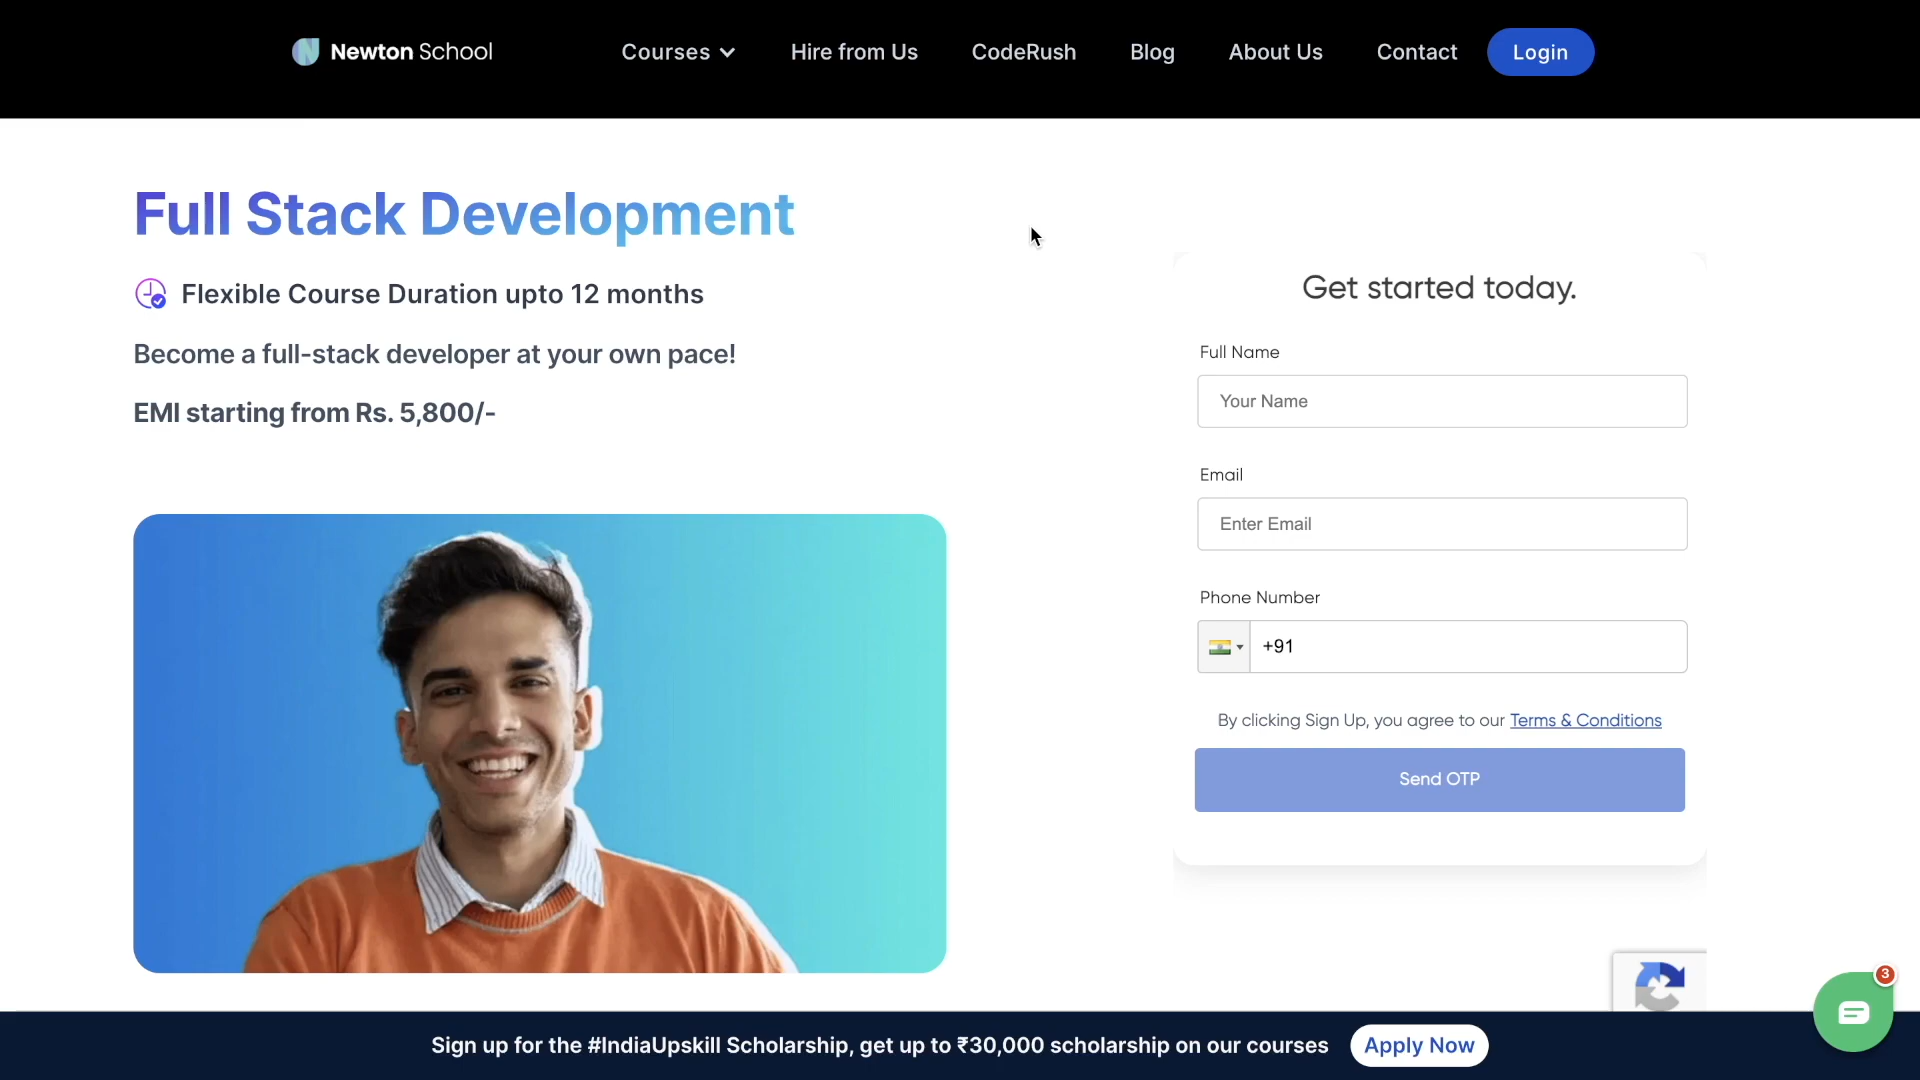 Newton School
Courses
Hire from Us
CodeRush
Blog
About Us
Contact
Login
Full Stack Development
Flexible Course Duration upto 12 months
Become a full-stack developer at your own pace!
EMI starting from Rs. 5,800/-
Get started today.
Full Name
Your Name
Email
Enter Email
Phone Number
+91
By clicking Sign Up, you agree to our Terms & Conditions
Send OTP
3
Sign up for the #IndiaUpskill Scholarship, get up to ₹30,000 scholarship on our courses
Apply Now